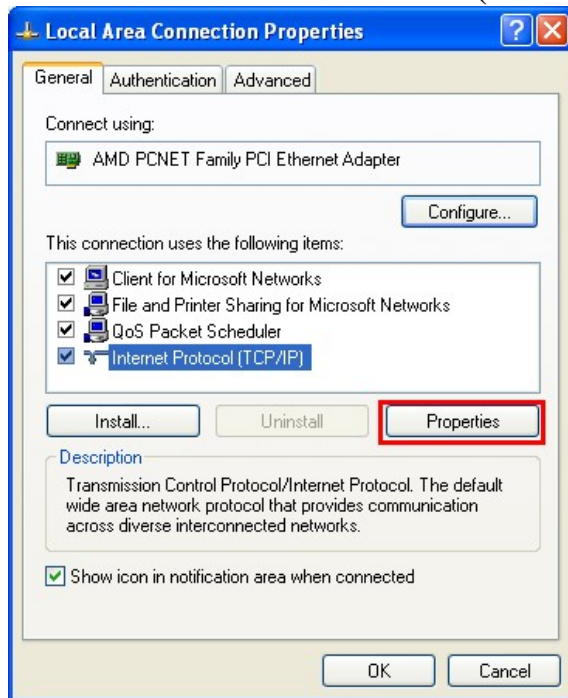 Local Area Connection Properties
General Authentication Advanced
Connect using:
AMD PCNET Family PCI Ethernet Adapter
Configure...
This connection uses the following items:
Client for Microsoft Networks
File and Printer Sharing for Microsoft Networks
QoS Packet Scheduler
Internet Protocol (TCP/IP)
Install... Uninstall Properties
Description
Transmission Control Protocol/Internet Protocol. The default
wide area network protocol that provides communication
across diverse interconnected networks.
Show icon in notification area when connected
OK Cancel